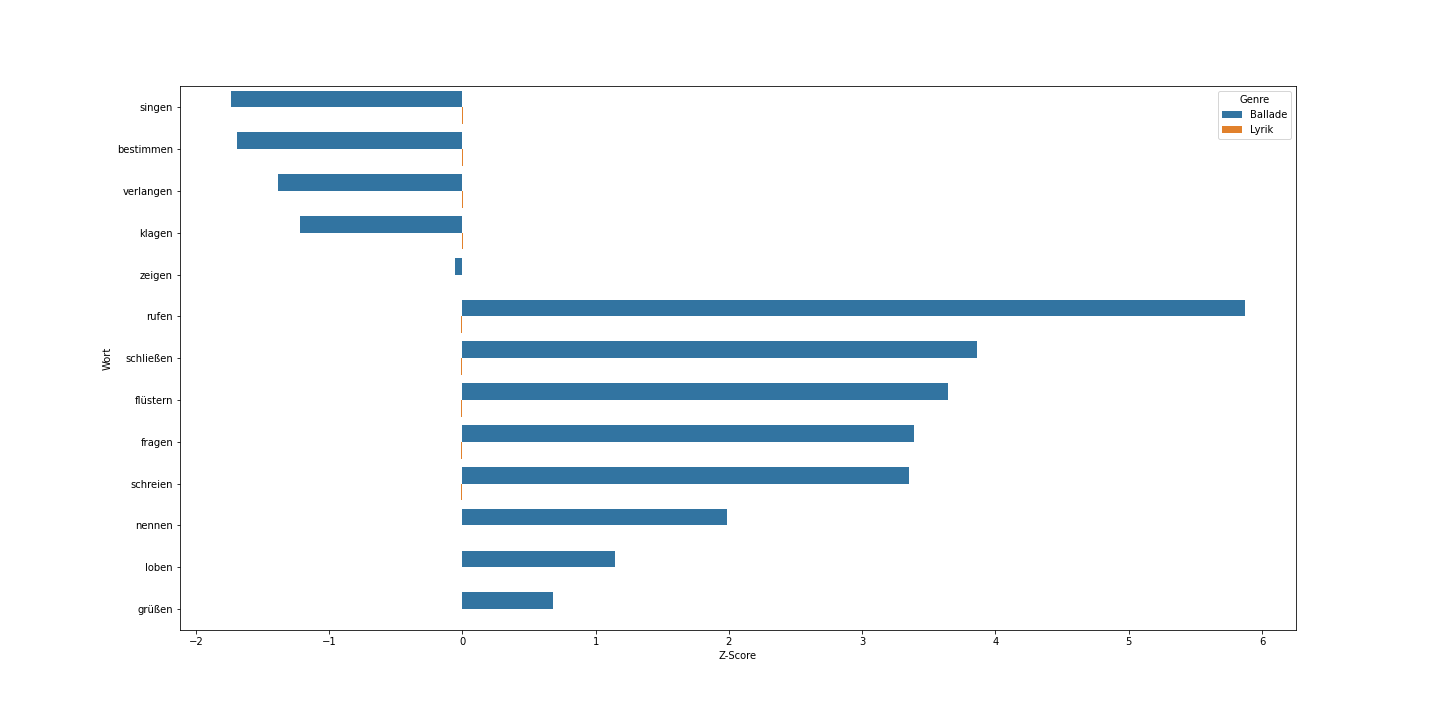 Genre
Ballade
Lyrik
Wort
singen
bestimmen
verlangen
klagen
zeigen
rufen
schließen
flüstern
fragen
schreien
nennen
loben
grüßen
−2 −1 0 1 2 3 4 5 6
Z-Score